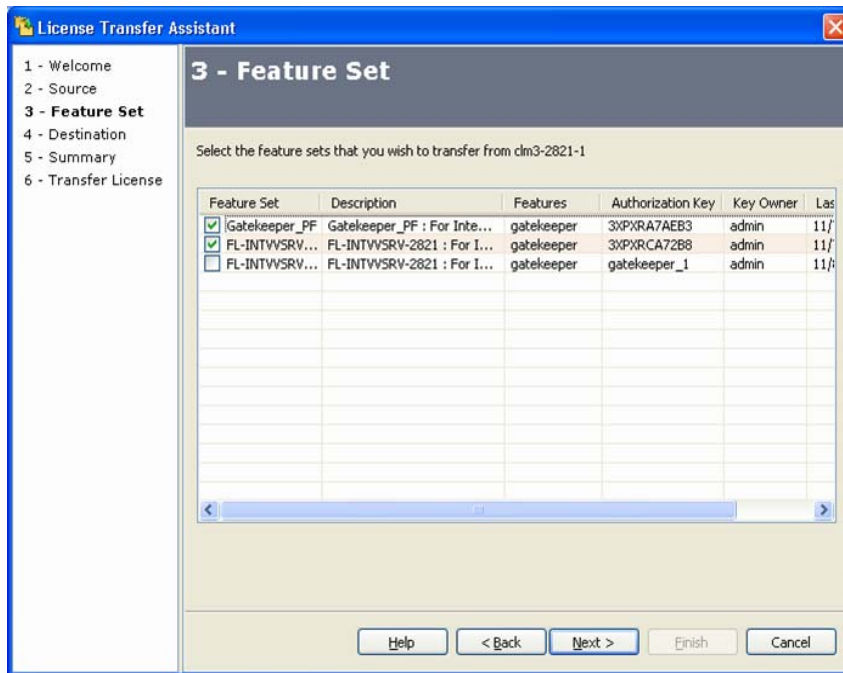 License Transfer Assistant
1 - Welcome
2 - Source
3 - Feature Set
4 - Destination
5 - Summary
6 - Transfer License
3 - Feature Set
Select the feature sets that you wish to transfer from clm3-2821-1
Feature Set Description Features Authorization Key Key Owner Las
Gatekeeper_PF Gatekeeper_PF : For Inte... gatekeeper 3XPXRA7AEB3 admin 11/
FL-INTVVSRV... FL-INTVVSRV-2821 : For I... gatekeeper 3XPXRCA72B8 admin 11/
FL-INTVVSRV... FL-INTVVSRV-2821 : For I... gatekeeper gatekeeper_1 admin 11/
Help < Back Next > Finish Cancel